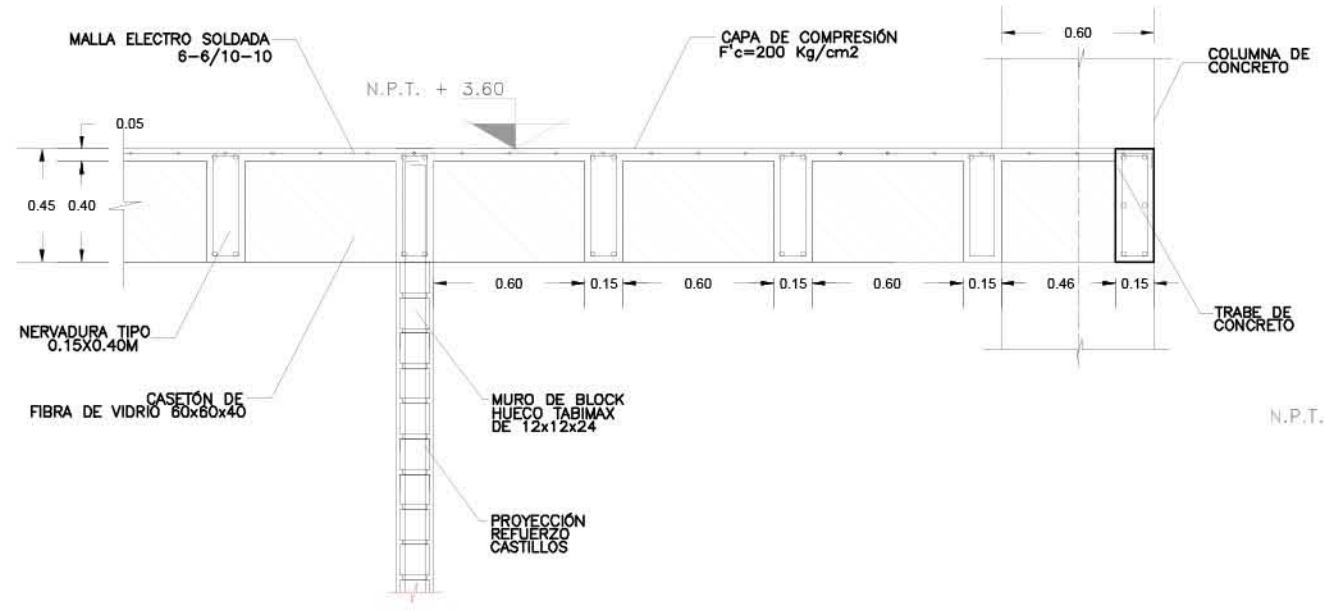 MALLA ELECTRO SOLDADA
6-6/10-10
CAPA DE COMPRESIÓN
F'c=200 Kg/cm2
0.60
COLUMNA DE
CONCRETO
N.P.T. + 3.60
0.05
0.45
0.40
0.60
0.15
0.60
0.15
0.60
0.15
0.46
0.15
NERVADURA TIPO
0.15X0.40M
TRABE DE
CONCRETO
CASETÓN DE
FIBRA DE VIDRIO 60x60x40
MURO DE BLOCK
HUECO TABIMAX
DE 12x12x24
N.P.T.
PROYECCIÓN
REFUERZO
CASTILLOS